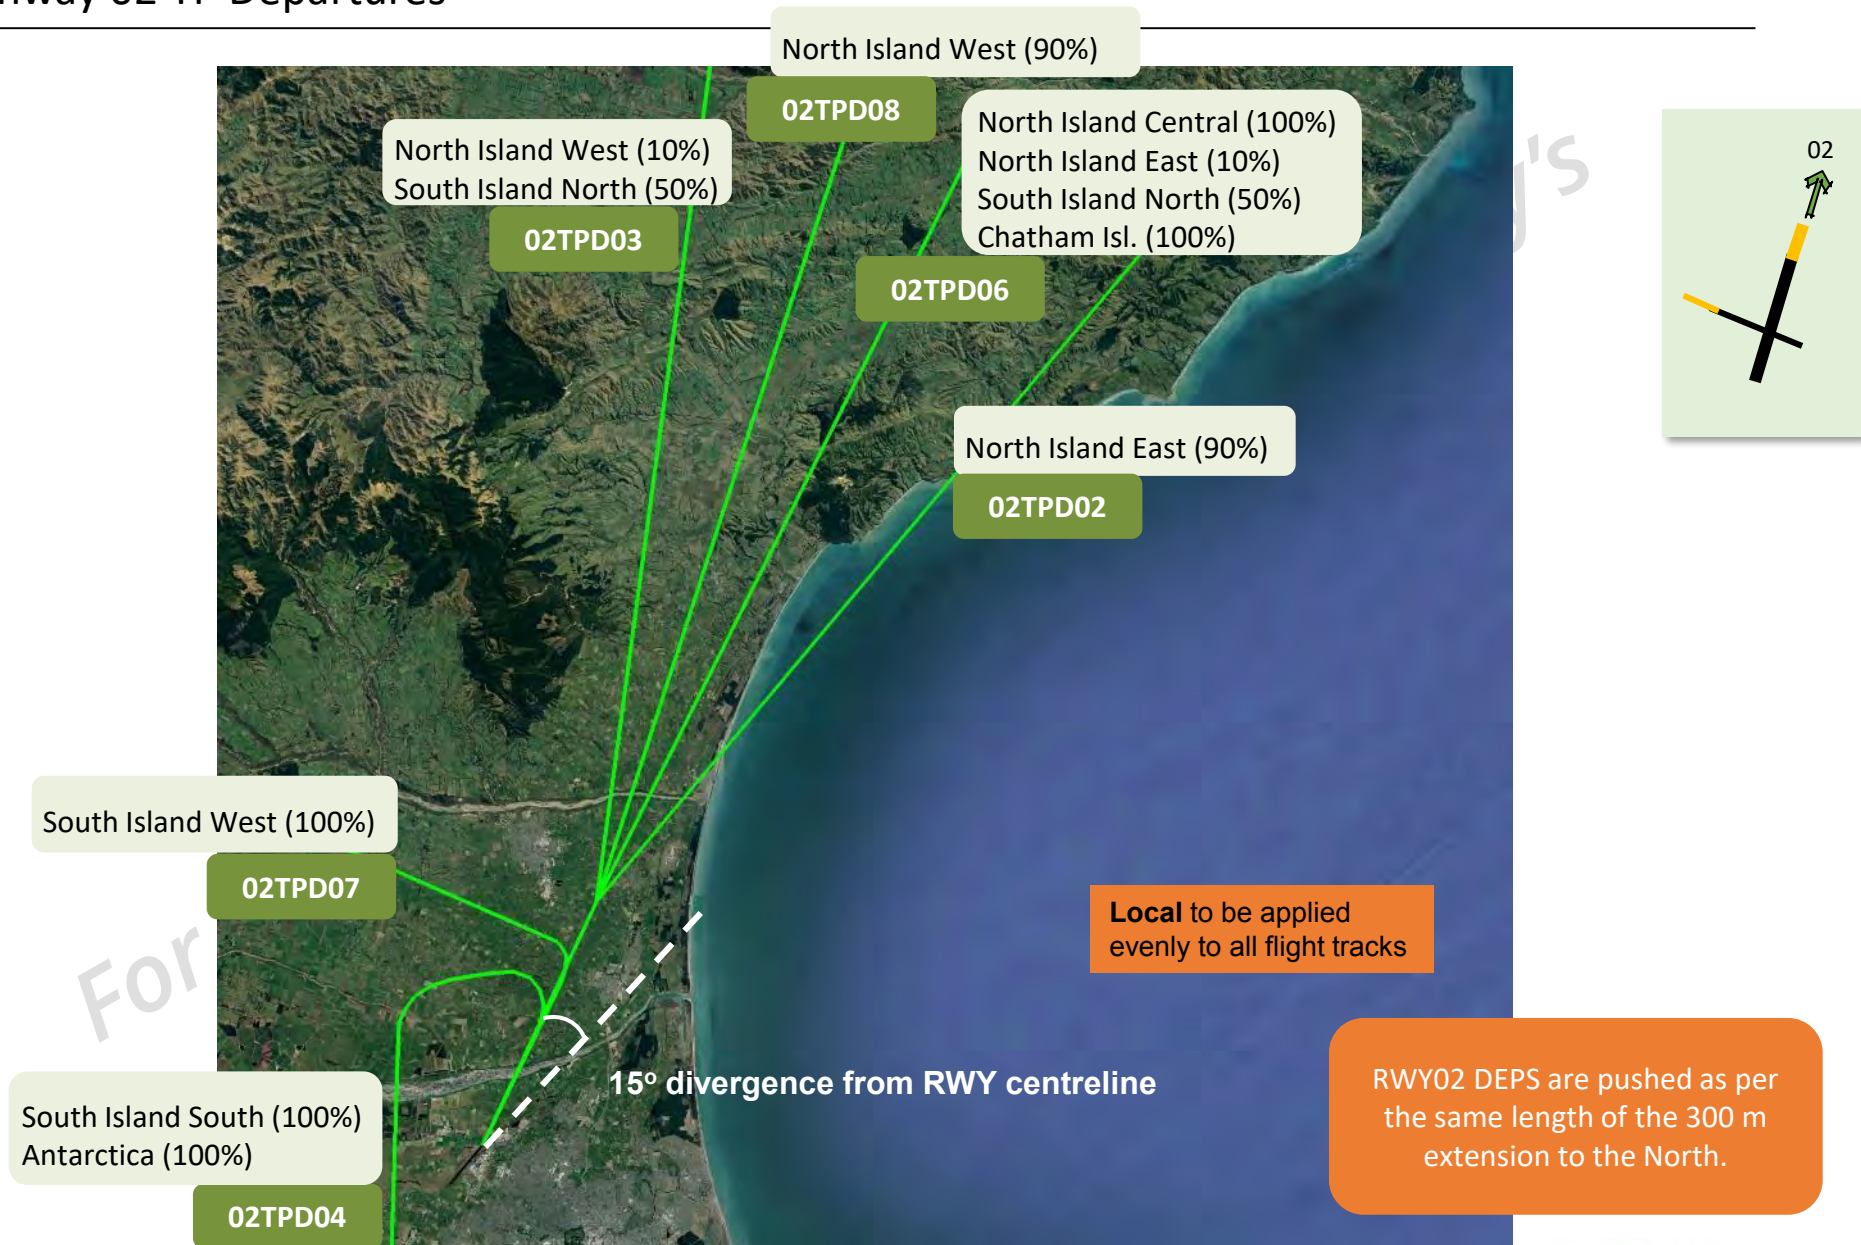 nway 02 TP Departures
North Island West (90%)
02TPD08
North Island West (10%)
South Island North (50%)
02TPD03
North Island Central (100%)
North Island East (10%)
South Island North (50%)
Chatham Isl. (100%)
02TPD06
y's
02
North Island East (90%)
02TPD02
South Island West (100%)
02TPD07
For
Local to be applied
evenly to all flight tracks
15º divergence from RWY centreline
RWY02 DEPS are pushed as per
the same length of the 300 m
extension to the North.
South Island South (100%)
Antarctica (100%)
02TPD04